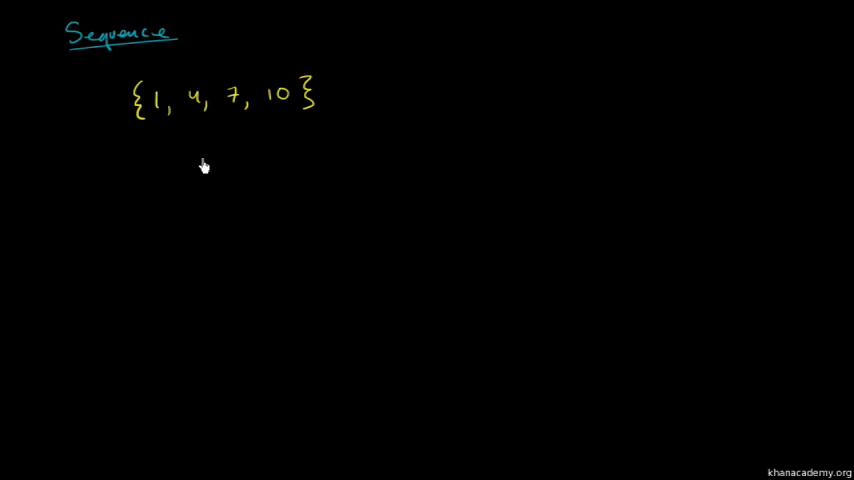 Sequence
{1, 4, 7, 10}
khanacademy.org